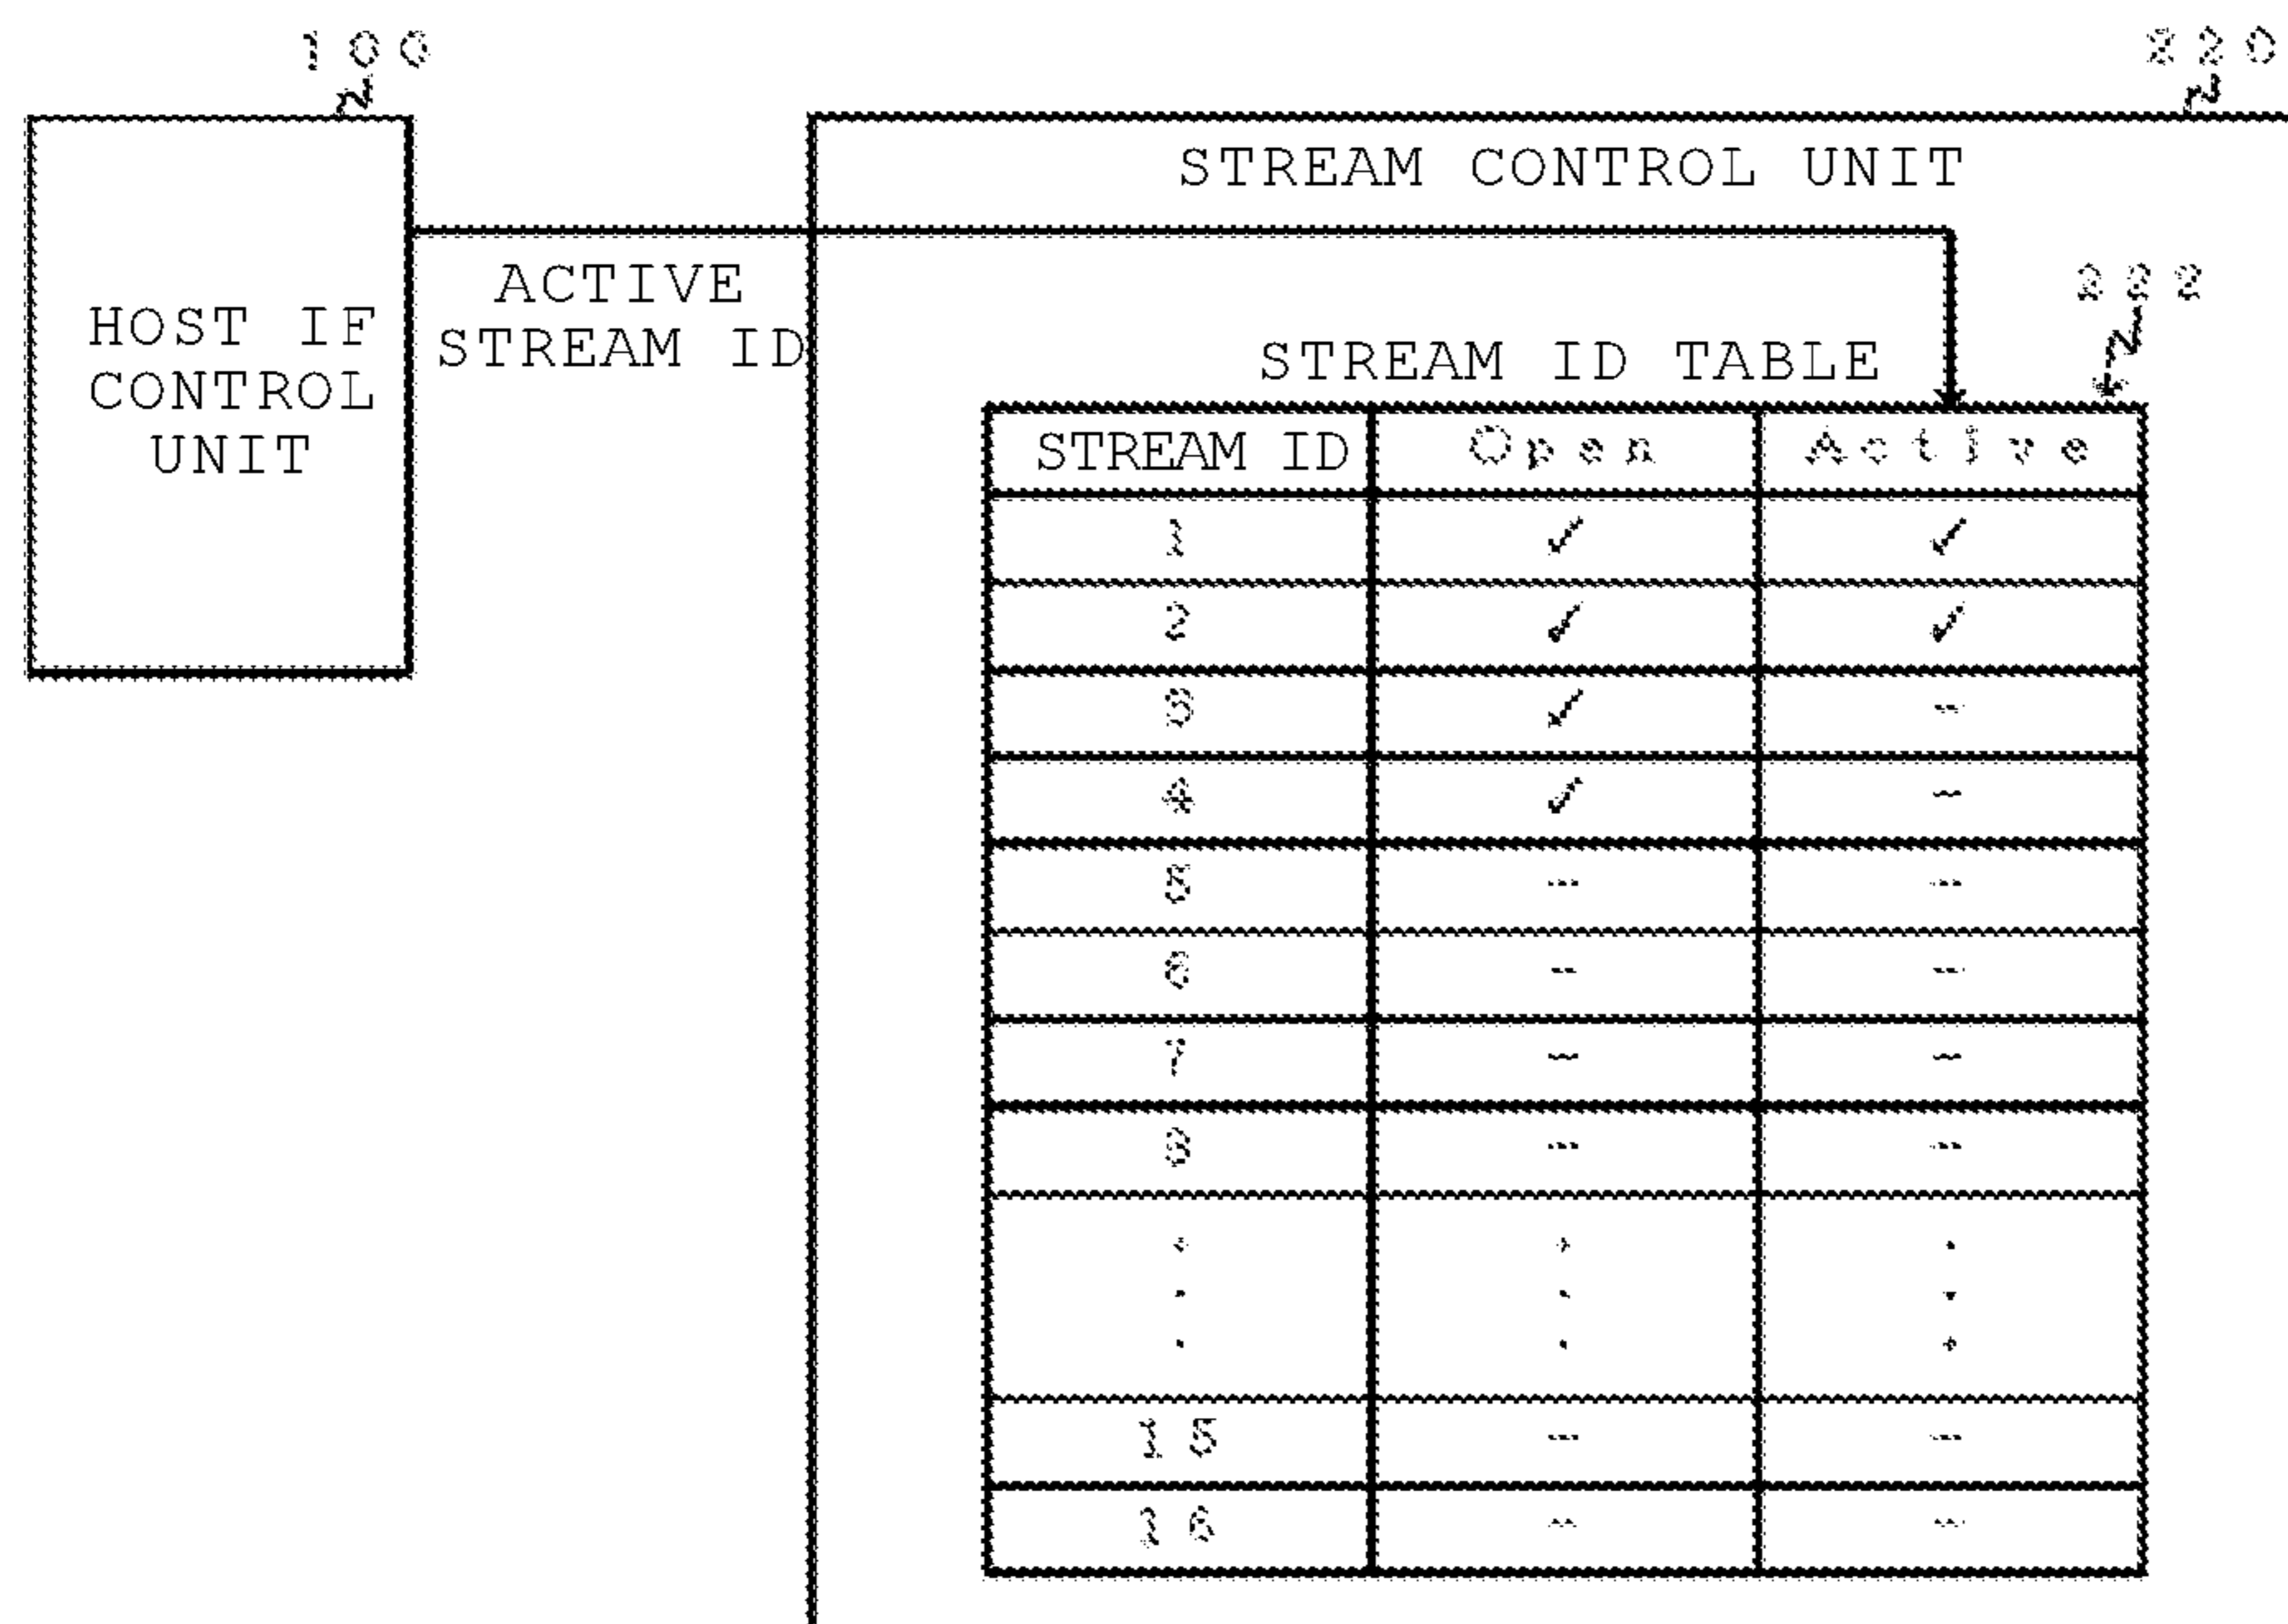 100
220
STREAM CONTROL UNIT
HOST IF
CONTROL
UNIT
ACTIVE
STREAM ID
STREAM ID TABLE
STREAM ID Open Active
1 ✓ ✓
2 ✓ ✓
3 ✓ -
4 ✓ -
5 - -
6 - -
7 - -
8 - -
. . .
. . .
. . .
15 - -
16 - -